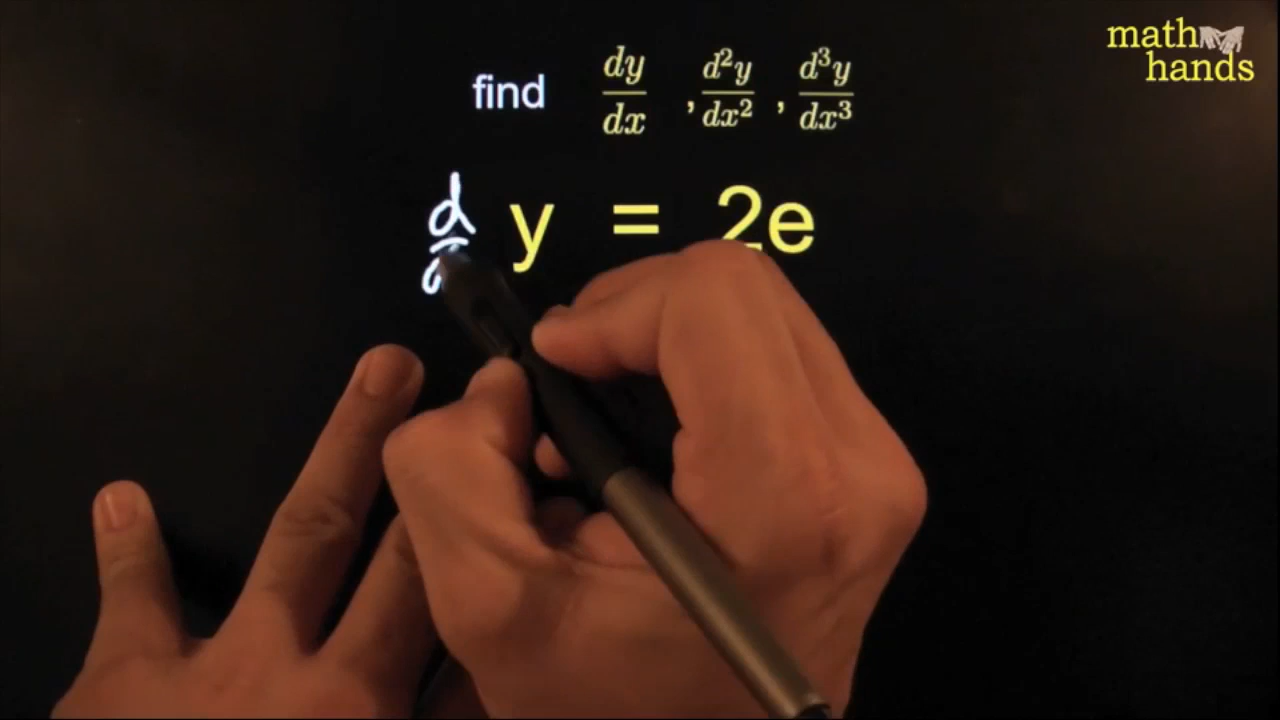 math
hands
find dy/dx , d²y/dx² , d³y/dx³
d/d y = 2e